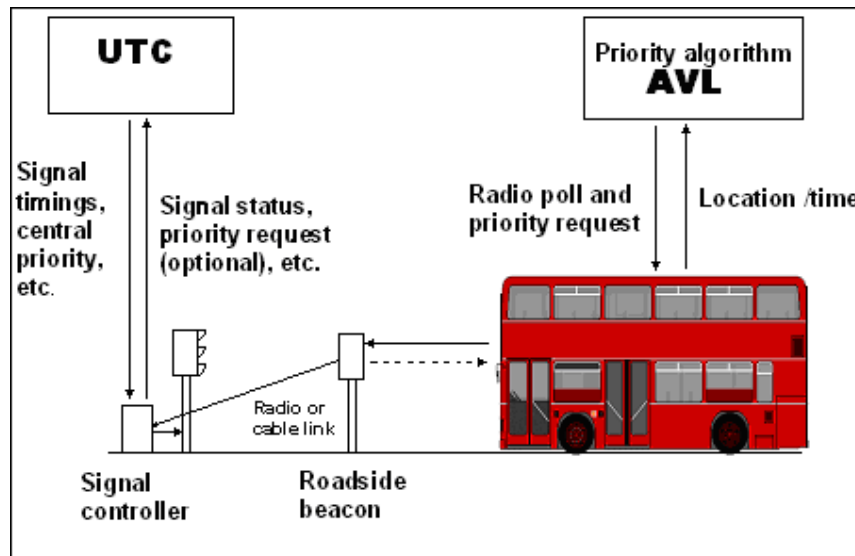 UTC
Priority algorithm
AVL
Signal
timings,
central
priority,
etc.
Signal status,
priority request
(optional), etc.
Radio poll and
priority request
Location /time
Radio or
cable link
Signal
controller
Roadside
beacon